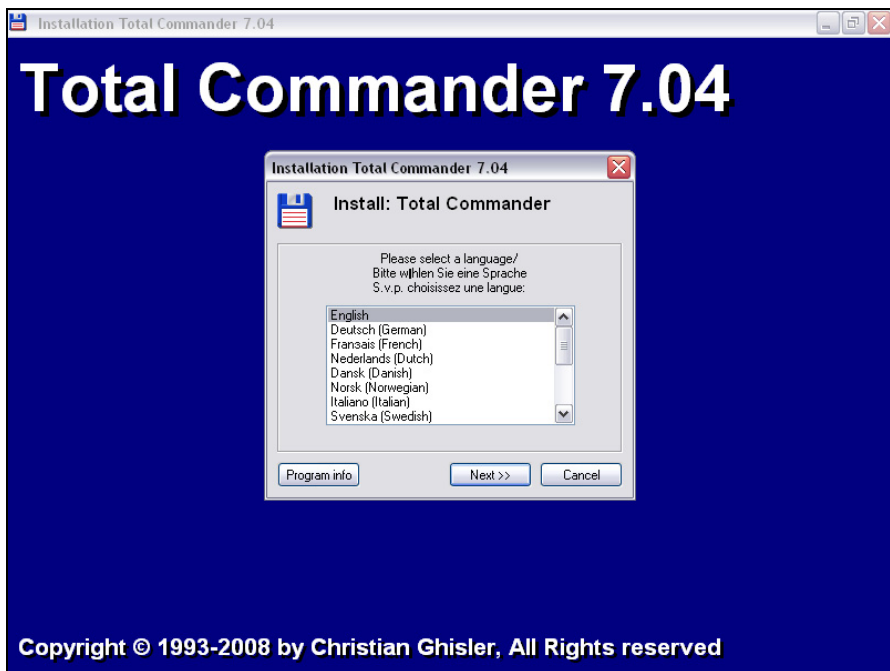 Installation Total Commander 7.04
Total Commander 7.04
Installation Total Commander 7.04
Install: Total Commander
Please select a language/
Bitte wіhlen Sie eine Sprache
S.v.p. choisissez une langue:
English
Deutsch (German)
Franзais (French)
Nederlands (Dutch)
Dansk (Danish)
Norsk (Norwegian)
Italiano (Italian)
Svenska (Swedish)
Program info
Next >>
Cancel
Copyright © 1993-2008 by Christian Ghisler, All Rights reserved